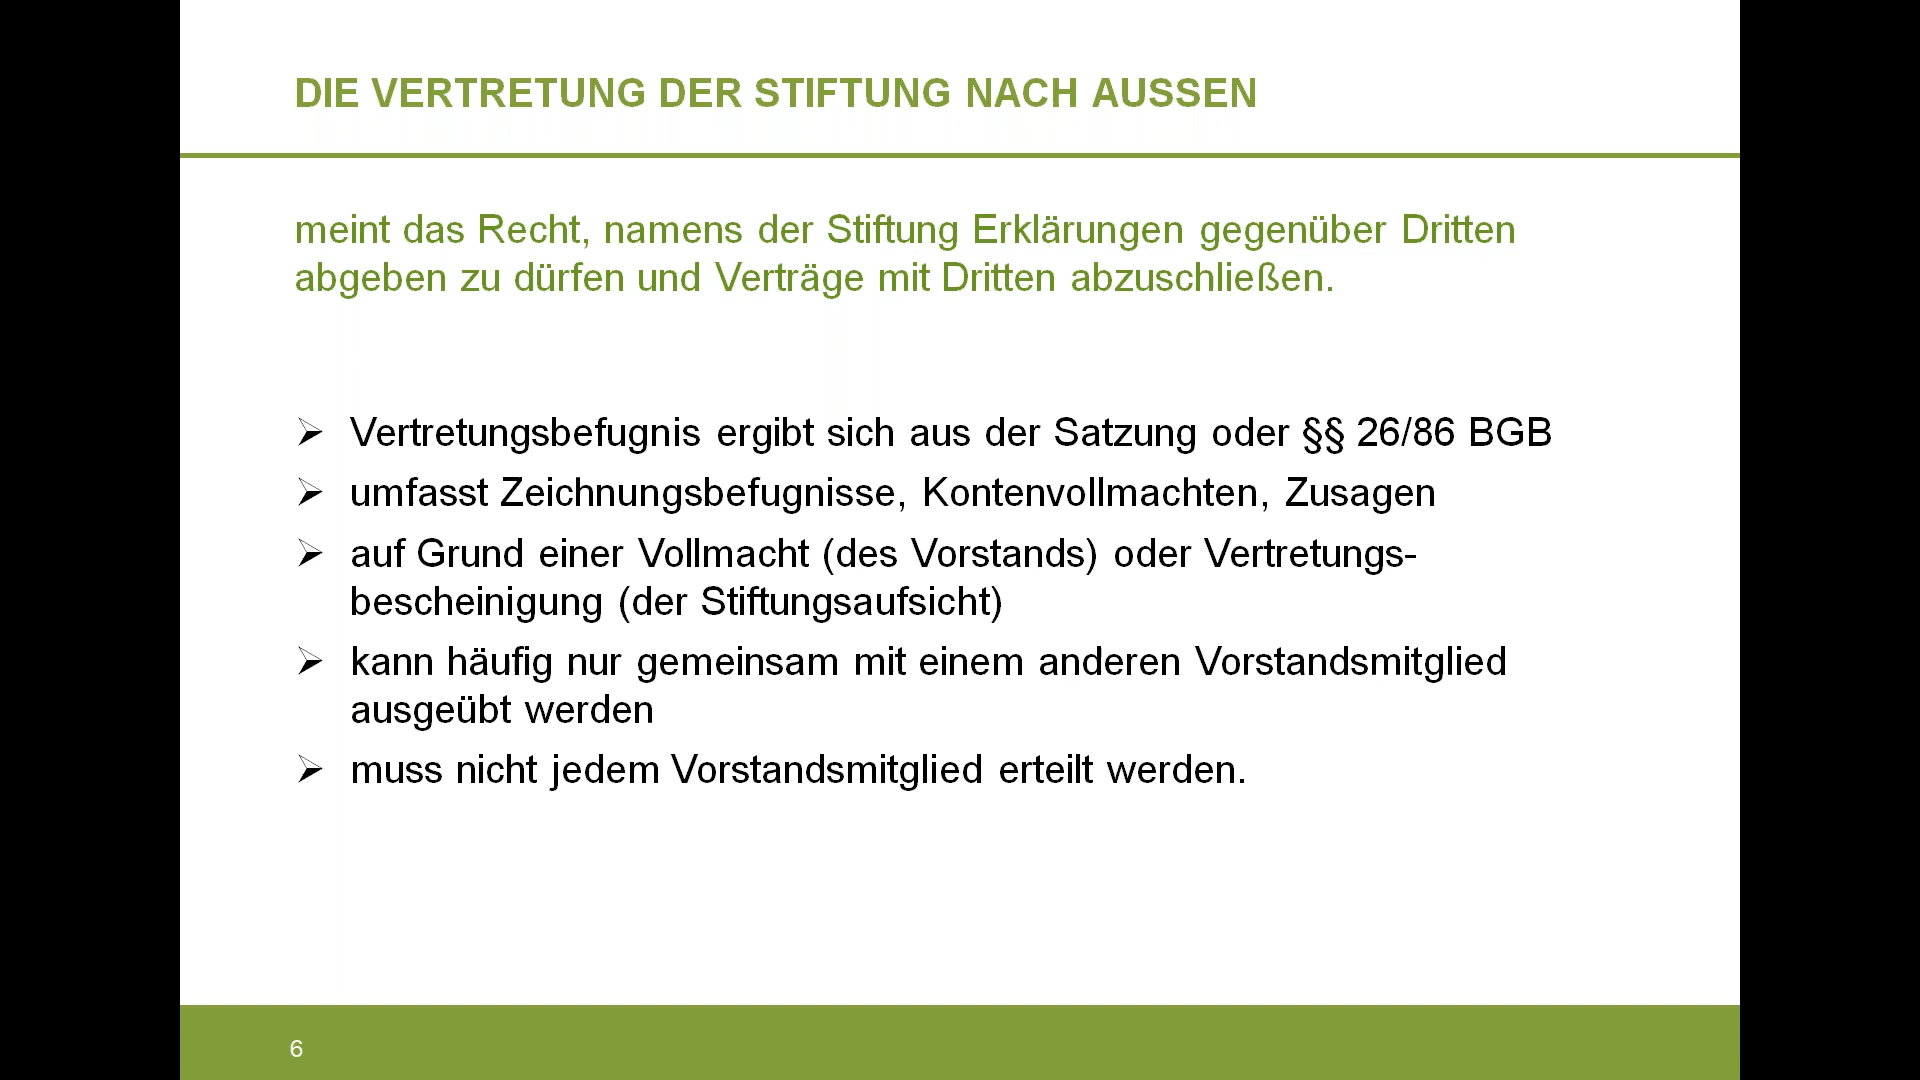 DIE VERTRETUNG DER STIFTUNG NACH AUSSEN
meint das Recht, namens der Stiftung Erklärungen gegenüber Dritten
abgeben zu dürfen und Verträge mit Dritten abzuschließen.
➢ Vertretungsbefugnis ergibt sich aus der Satzung oder §§ 26/86 BGB
➢ umfasst Zeichnungsbefugnisse, Kontenvollmachten, Zusagen
➢ auf Grund einer Vollmacht (des Vorstands) oder Vertretungs-
bescheinigung (der Stiftungsaufsicht)
➢ kann häufig nur gemeinsam mit einem anderen Vorstandsmitglied
ausgeübt werden
➢ muss nicht jedem Vorstandsmitglied erteilt werden.
6